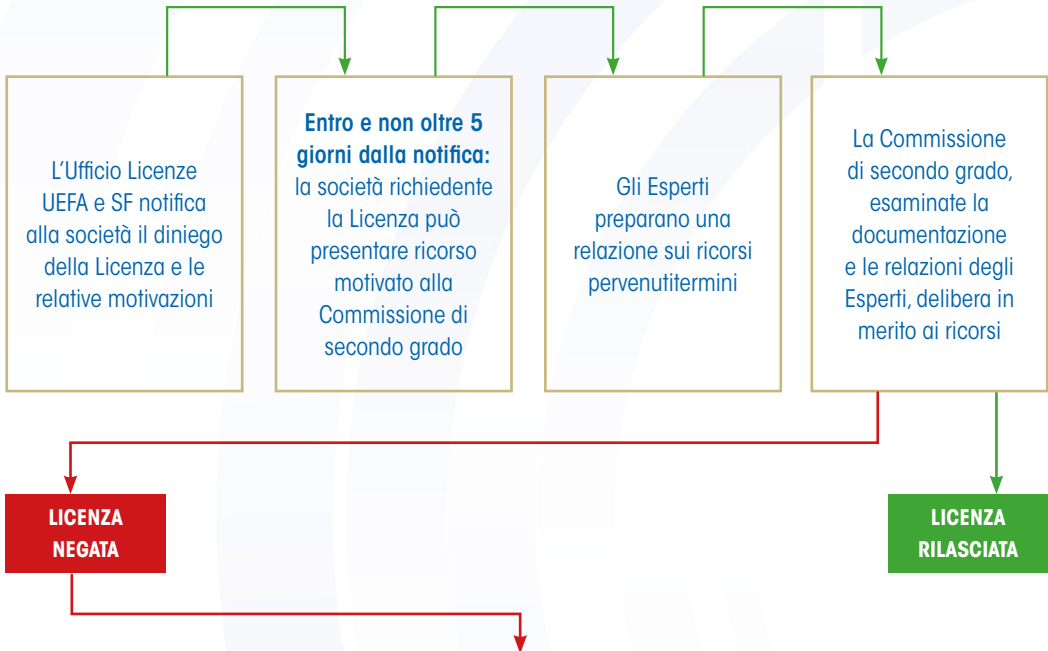 L'Ufficio Licenze
UEFA e SF notifica
alla società il diniego
della Licenza e le
relative motivazioni
Entro e non oltre 5
giorni dalla notifica:
la società richiedente
la Licenza può
presentare ricorso
motivato alla
Commissione di
secondo grado
Gli Esperti
preparano una
relazione sui ricorsi
pervenutitermini
La Commissione
di secondo grado,
esaminate la
documentazione
e le relazioni degli
Esperti, delibera in
merito ai ricorsi
LICENZA
NEGATA
LICENZA
RILASCIATA